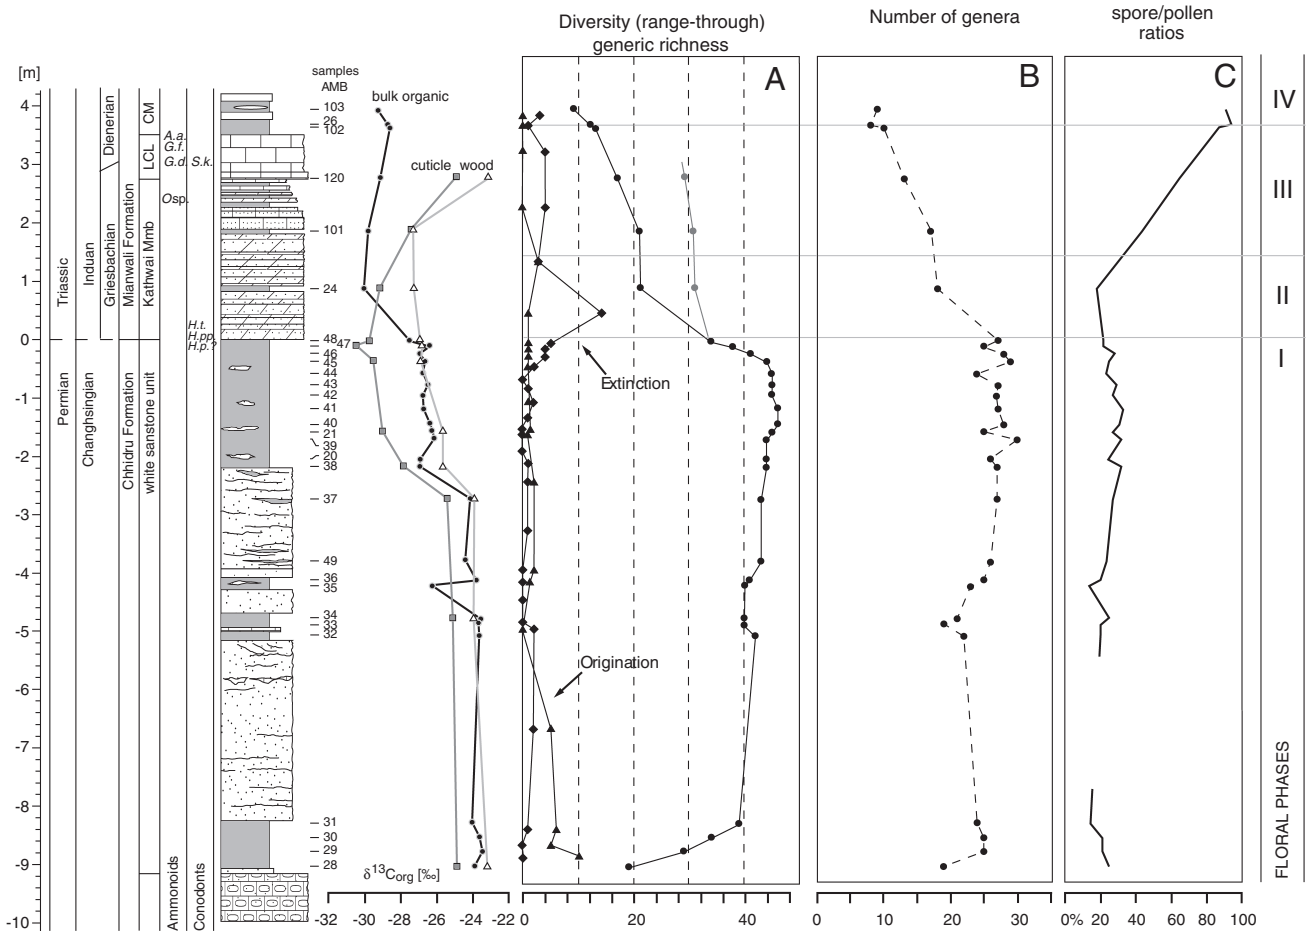 Diversity (range-through)
generic richness
Number of genera
spore/pollen
ratios
[m]
samples
AMB
bulk organic
cuticle wood
A
B
C
IV
III
II
I
FLORAL PHASES
Extinction
Origination
4
3
2
1
0
-1
-2
-3
-4
-5
-6
-7
-8
-9
-10
Triassic
Permian
Induan
Changhsingian
Dienerian
Griesbachian
Mianwali Formation
Chhidru Formation
CM
LCL
Kathwai Mmb
white sanstone unit
A.a.
G.f.
G.d.
S.k.
Osp.
H.t.
H.pp.
H.p.?
Ammonoids
Conodonts
103
26
102
120
101
24
48
47
46
45
44
43
42
41
40
21
39
20
38
37
49
36
35
34
33
32
31
30
29
28
δ13Corg [‰]
-32 -30 -28 -26 -24 -22
0 20 40
0 10 20 30
0% 20 40 60 80 100